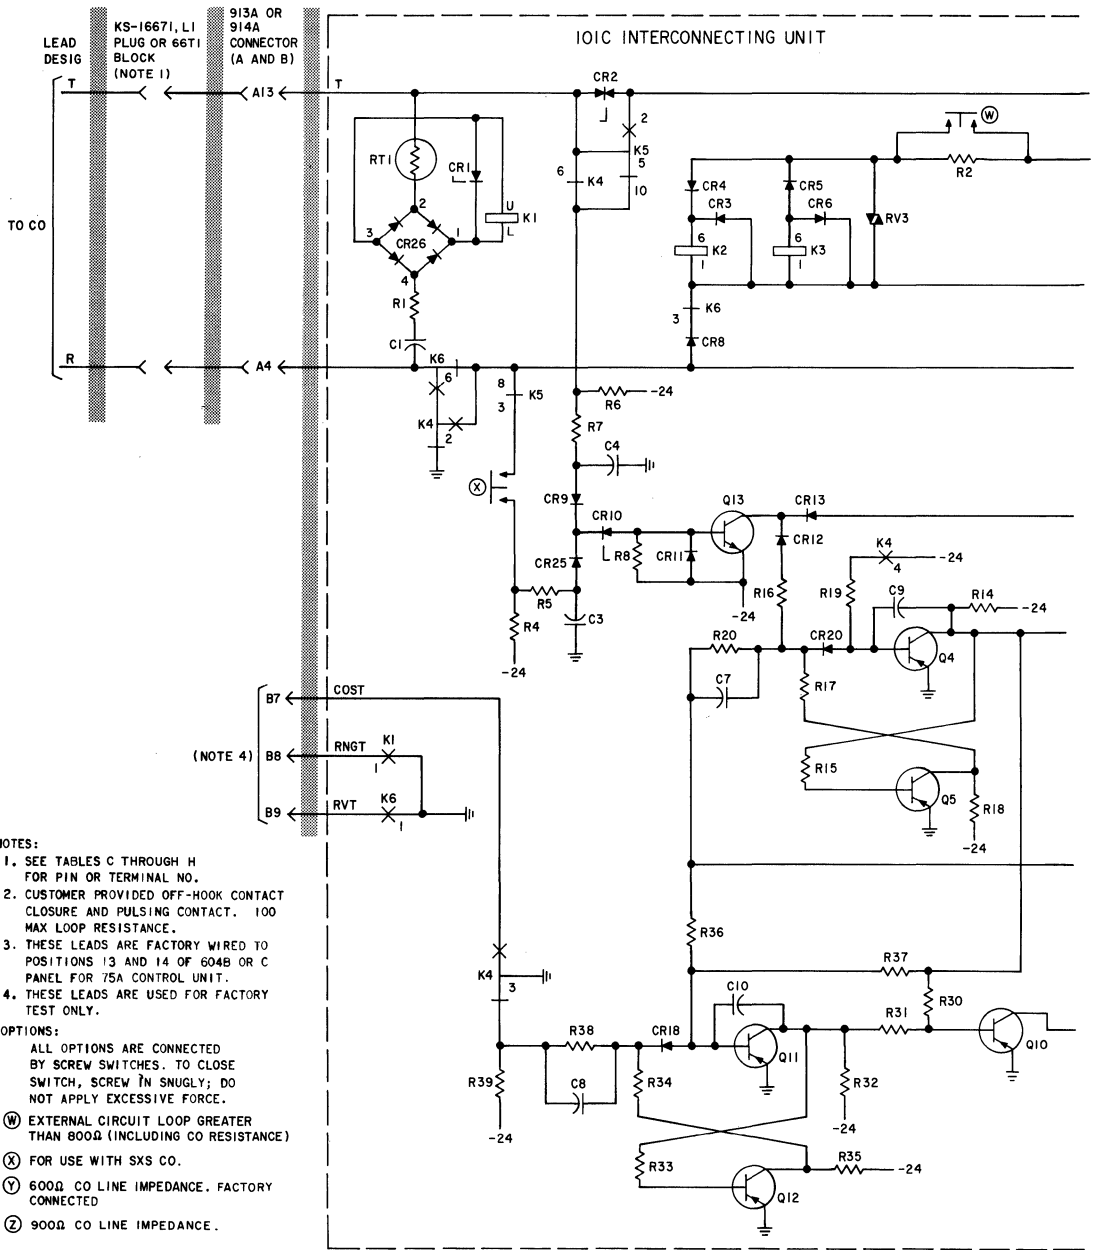 LEAD
DESIG
KS-16671, L1
PLUG OR 66T1
BLOCK
(NOTE 1)
913A OR
914A
CONNECTOR
(A AND B)
101C INTERCONNECTING UNIT
T
A13
T
CR2
2
K5
5
10
6
K4
W
R2
RT1
CR1
U
K1
L
2
3
CR26
1
4
R1
C1
TO CO
CR4
CR3
6
K2
1
CR5
CR6
6
K3
1
RV3
3
K6
CR8
R
A4
K6
6
K4
2
8
K5
3
X
R6
-24
R7
C4
CR9
CR10
R8
CR11
Q13
CR13
CR12
-24
CR25
R5
C3
R4
-24
R16
K4
4
-24
R19
C9
R14
-24
R20
CR20
Q4
C7
R17
R15
Q5
R18
-24
(NOTE 4)
B7
COST
B8
RNGT
K1
1
B9
RVT
K6
1
R36
K4
3
R37
R30
R31
Q10
C10
R38
CR18
Q11
C8
R39
-24
R34
R32
-24
R33
R35
-24
Q12
NOTES:
1. SEE TABLES C THROUGH H
FOR PIN OR TERMINAL NO.
2. CUSTOMER PROVIDED OFF-HOOK CONTACT
CLOSURE AND PULSING CONTACT. 100
MAX LOOP RESISTANCE.
3. THESE LEADS ARE FACTORY WIRED TO
POSITIONS 13 AND 14 OF 604B OR C
PANEL FOR 75A CONTROL UNIT.
4. THESE LEADS ARE USED FOR FACTORY
TEST ONLY.
OPTIONS:
ALL OPTIONS ARE CONNECTED
BY SCREW SWITCHES. TO CLOSE
SWITCH, SCREW IN SNUGLY; DO
NOT APPLY EXCESSIVE FORCE.
W EXTERNAL CIRCUIT LOOP GREATER
THAN 800Ω (INCLUDING CO RESISTANCE)
X FOR USE WITH SXS CO.
Y 600Ω CO LINE IMPEDANCE. FACTORY
CONNECTED
Z 900Ω CO LINE IMPEDANCE.